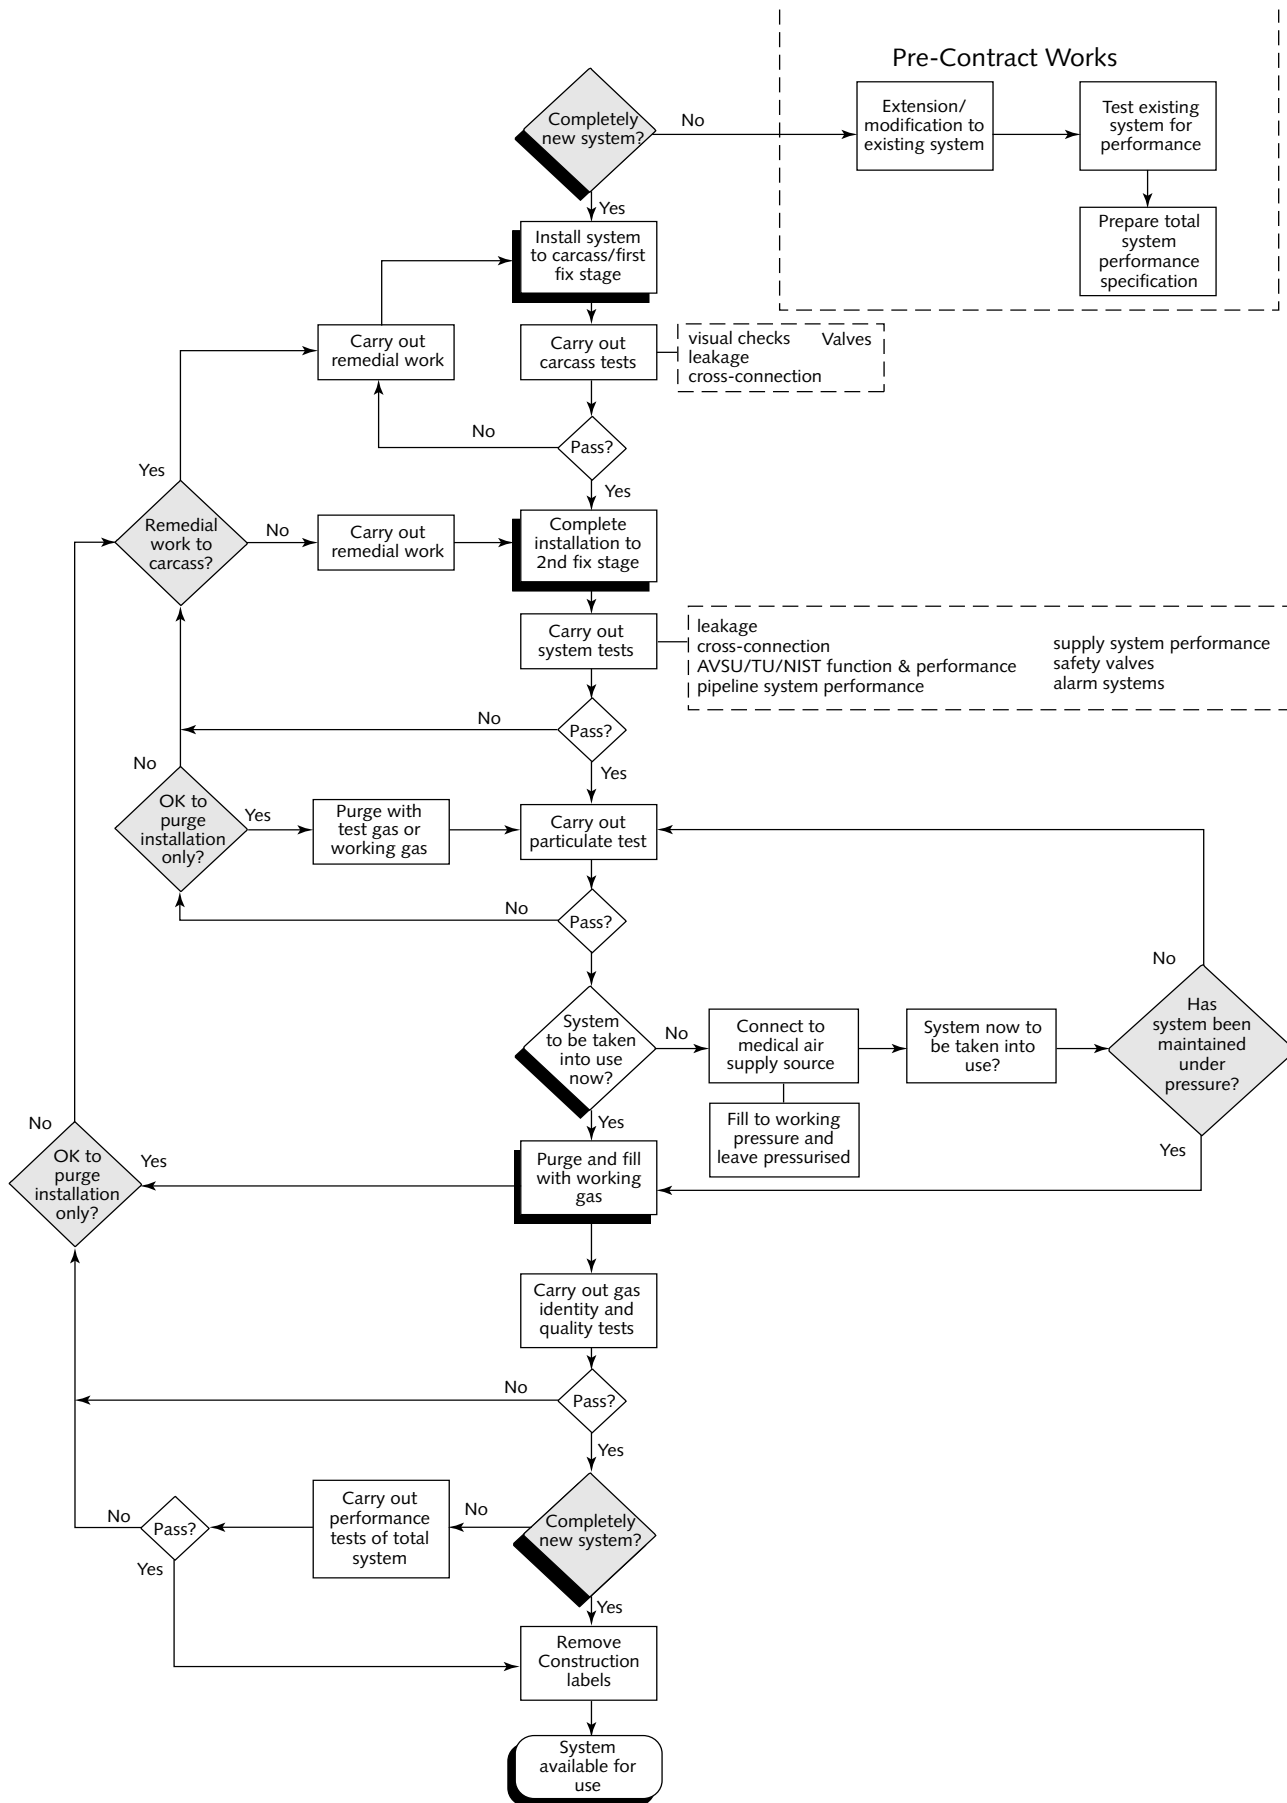 Pre-Contract Works
Completely
new system?
No
Extension/
modification to
existing system
Test existing
system for
performance
Yes
Prepare total
system
performance
specification
Install system
to carcass/first
fix stage
Carry out
remedial work
Carry out
carcass tests
visual checks Valves
leakage
cross-connection
No
Pass?
Yes
Yes
Remedial
work to
carcass?
No
Carry out
remedial work
Complete
installation to
2nd fix stage
Carry out
system tests
leakage
cross-connection
AVSU/TU/NIST function & performance
pipeline system performance
supply system performance
safety valves
alarm systems
No
Pass?
Yes
No
OK to
purge
installation
only?
Yes
Purge with
test gas or
working gas
Carry out
particulate test
No
Pass?
System
to be taken
into use
now?
No
Connect to
medical air
supply source
System now to
be taken into
use?
No
Has
system been
maintained
under
pressure?
Yes
Yes
Fill to working
pressure and
leave pressurised
No
OK to
purge
installation
only?
Yes
Purge and fill
with working
gas
Carry out gas
identity and
quality tests
No
Pass?
Yes
Completely
new system?
No
Carry out
performance
tests of total
system
No
Pass?
Yes
Yes
Remove
Construction
labels
System
available for
use